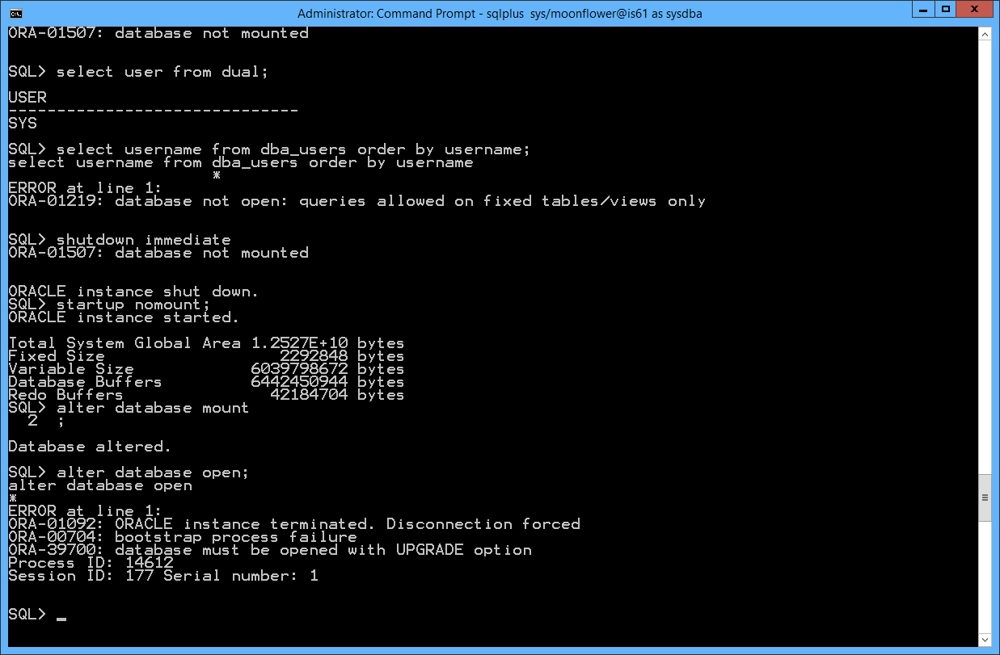 Administrator: Command Prompt - sqlplus  sys/moonflower@is61 as sysdba
ORA-01507: database not mounted
SQL> select user from dual;
USER
------------------------------
SYS
SQL> select username from dba_users order by username;
select username from dba_users order by username
*
ERROR at line 1:
ORA-01219: database not open: queries allowed on fixed tables/views only
SQL> shutdown immediate
ORA-01507: database not mounted
ORACLE instance shut down.
SQL> startup nomount;
ORACLE instance started.
Total System Global Area 1.2527E+10 bytes
Fixed Size                  2292848 bytes
Variable Size            6039798672 bytes
Database Buffers         6442450944 bytes
Redo Buffers               42184704 bytes
SQL> alter database mount
  2  ;
Database altered.
SQL> alter database open;
alter database open
*
ERROR at line 1:
ORA-01092: ORACLE instance terminated. Disconnection forced
ORA-00704: bootstrap process failure
ORA-39700: database must be opened with UPGRADE option
Process ID: 14612
Session ID: 177 Serial number: 1
SQL> _